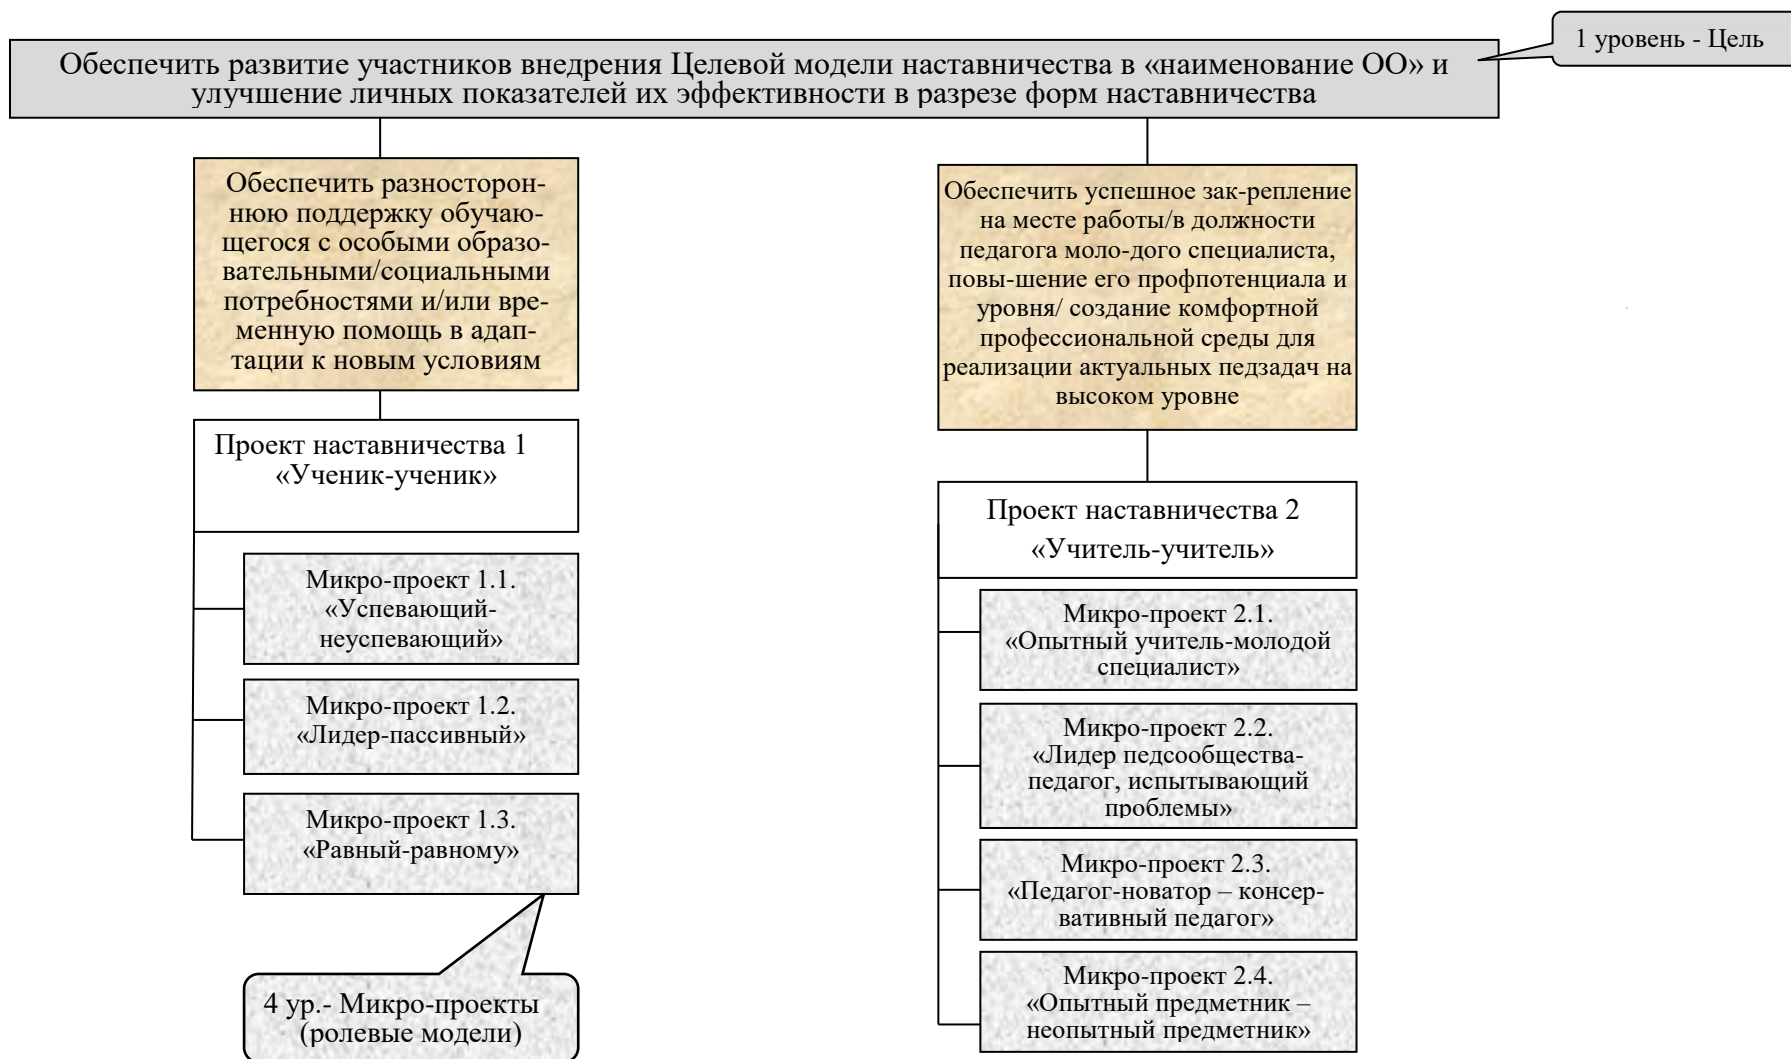 1 уровень - Цель
Обеспечить развитие участников внедрения Целевой модели наставничества в «наименование ОО» и
улучшение личных показателей их эффективности в разрезе форм наставничества
Обеспечить разносторон-
нюю поддержку обучаю-
щегося с особыми образо-
вательными/социальными
потребностями и/или вре-
менную помощь в адап-
тации к новым условиям
Проект наставничества 1
«Ученик-ученик»
Микро-проект 1.1.
«Успевающий-
неуспевающий»
Микро-проект 1.2.
«Лидер-пассивный»
Микро-проект 1.3.
«Равный-равному»
4 ур.- Микро-проекты
(ролевые модели)
Обеспечить успешное зак-репление
на месте работы/в должности
педагога моло-дого специалиста,
повы-шение его профпотенциала и
уровня/ создание комфортной
профессиональной среды для
реализации актуальных педзадач на
высоком уровне
Проект наставничества 2
«Учитель-учитель»
Микро-проект 2.1.
«Опытный учитель-молодой
специалист»
Микро-проект 2.2.
«Лидер педсообщества-
педагог, испытывающий
проблемы»
Микро-проект 2.3.
«Педагог-новатор – консер-
вативный педагог»
Микро-проект 2.4.
«Опытный предметник –
неопытный предметник»